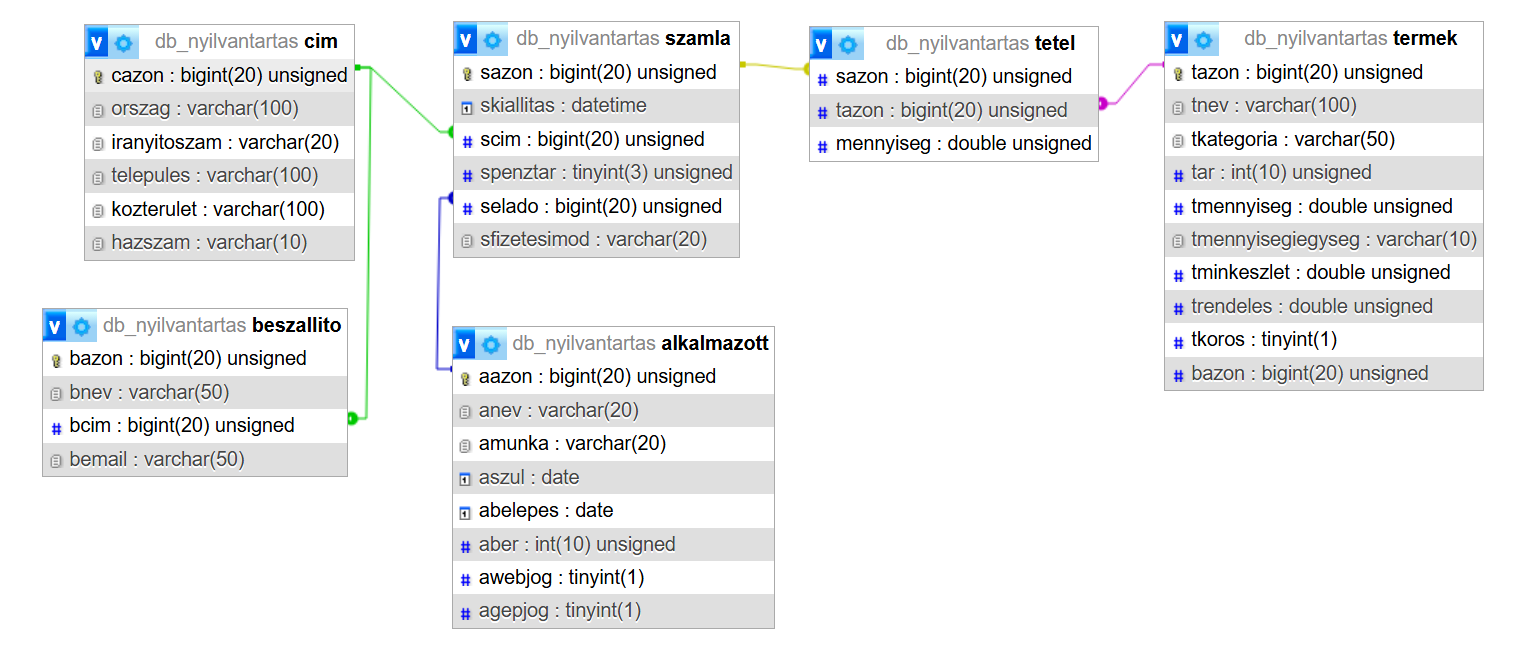 db_nyilvantartas cim
cazon : bigint(20) unsigned
orszag : varchar(100)
iranyitoszam : varchar(20)
telepules : varchar(100)
kozterulet : varchar(100)
hazszam : varchar(10)
db_nyilvantartas szamla
sazon : bigint(20) unsigned
skiallitas : datetime
scim : bigint(20) unsigned
spenztar : tinyint(3) unsigned
selado : bigint(20) unsigned
sfizetesimod : varchar(20)
db_nyilvantartas tetel
sazon : bigint(20) unsigned
tazon : bigint(20) unsigned
mennyiseg : double unsigned
db_nyilvantartas termek
tazon : bigint(20) unsigned
tnev : varchar(100)
tkategoria : varchar(50)
tar : int(10) unsigned
tmennyiseg : double unsigned
tmennyisegiegyseg : varchar(10)
tminkeszlet : double unsigned
trendeles : double unsigned
tkoros : tinyint(1)
bazon : bigint(20) unsigned
db_nyilvantartas beszallito
bazon : bigint(20) unsigned
bnev : varchar(50)
bcim : bigint(20) unsigned
bemail : varchar(50)
db_nyilvantartas alkalmazott
aazon : bigint(20) unsigned
anev : varchar(20)
amunka : varchar(20)
aszul : date
abelepes : date
aber : int(10) unsigned
awebjog : tinyint(1)
agepjog : tinyint(1)